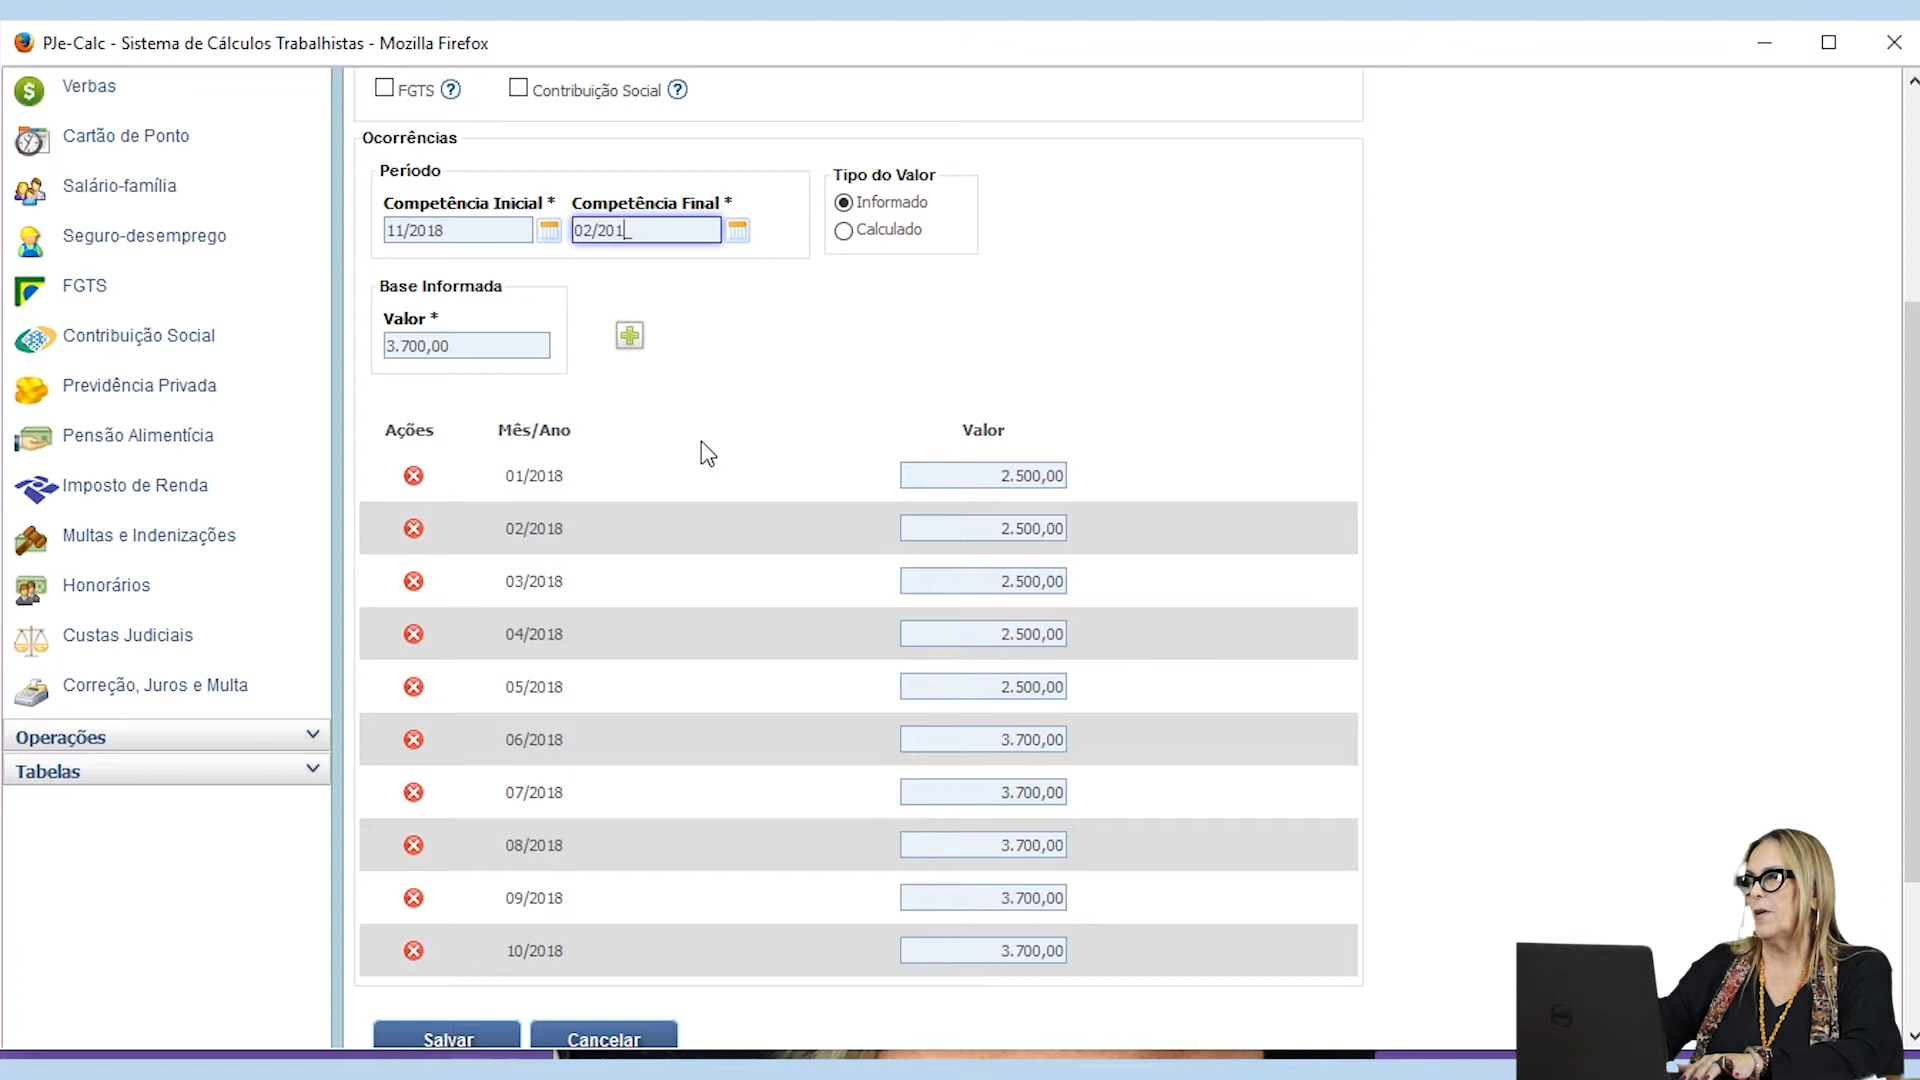 PJe-Calc - Sistema de Cálculos Trabalhistas - Mozilla Firefox
Verbas
Cartão de Ponto
Salário-família
Seguro-desemprego
FGTS
Contribuição Social
Previdência Privada
Pensão Alimentícia
Imposto de Renda
Multas e Indenizações
Honorários
Custas Judiciais
Correção, Juros e Multa
Operações
Tabelas
FGTS ? Contribuição Social ?
Ocorrências
Período
Competência Inicial * Competência Final *
11/2018 02/201_
Tipo do Valor
Informado
Calculado
Base Informada
Valor *
3.700,00
Ações Mês/Ano Valor
01/2018 2.500,00
02/2018 2.500,00
03/2018 2.500,00
04/2018 2.500,00
05/2018 2.500,00
06/2018 3.700,00
07/2018 3.700,00
08/2018 3.700,00
09/2018 3.700,00
10/2018 3.700,00
Salvar Cancelar